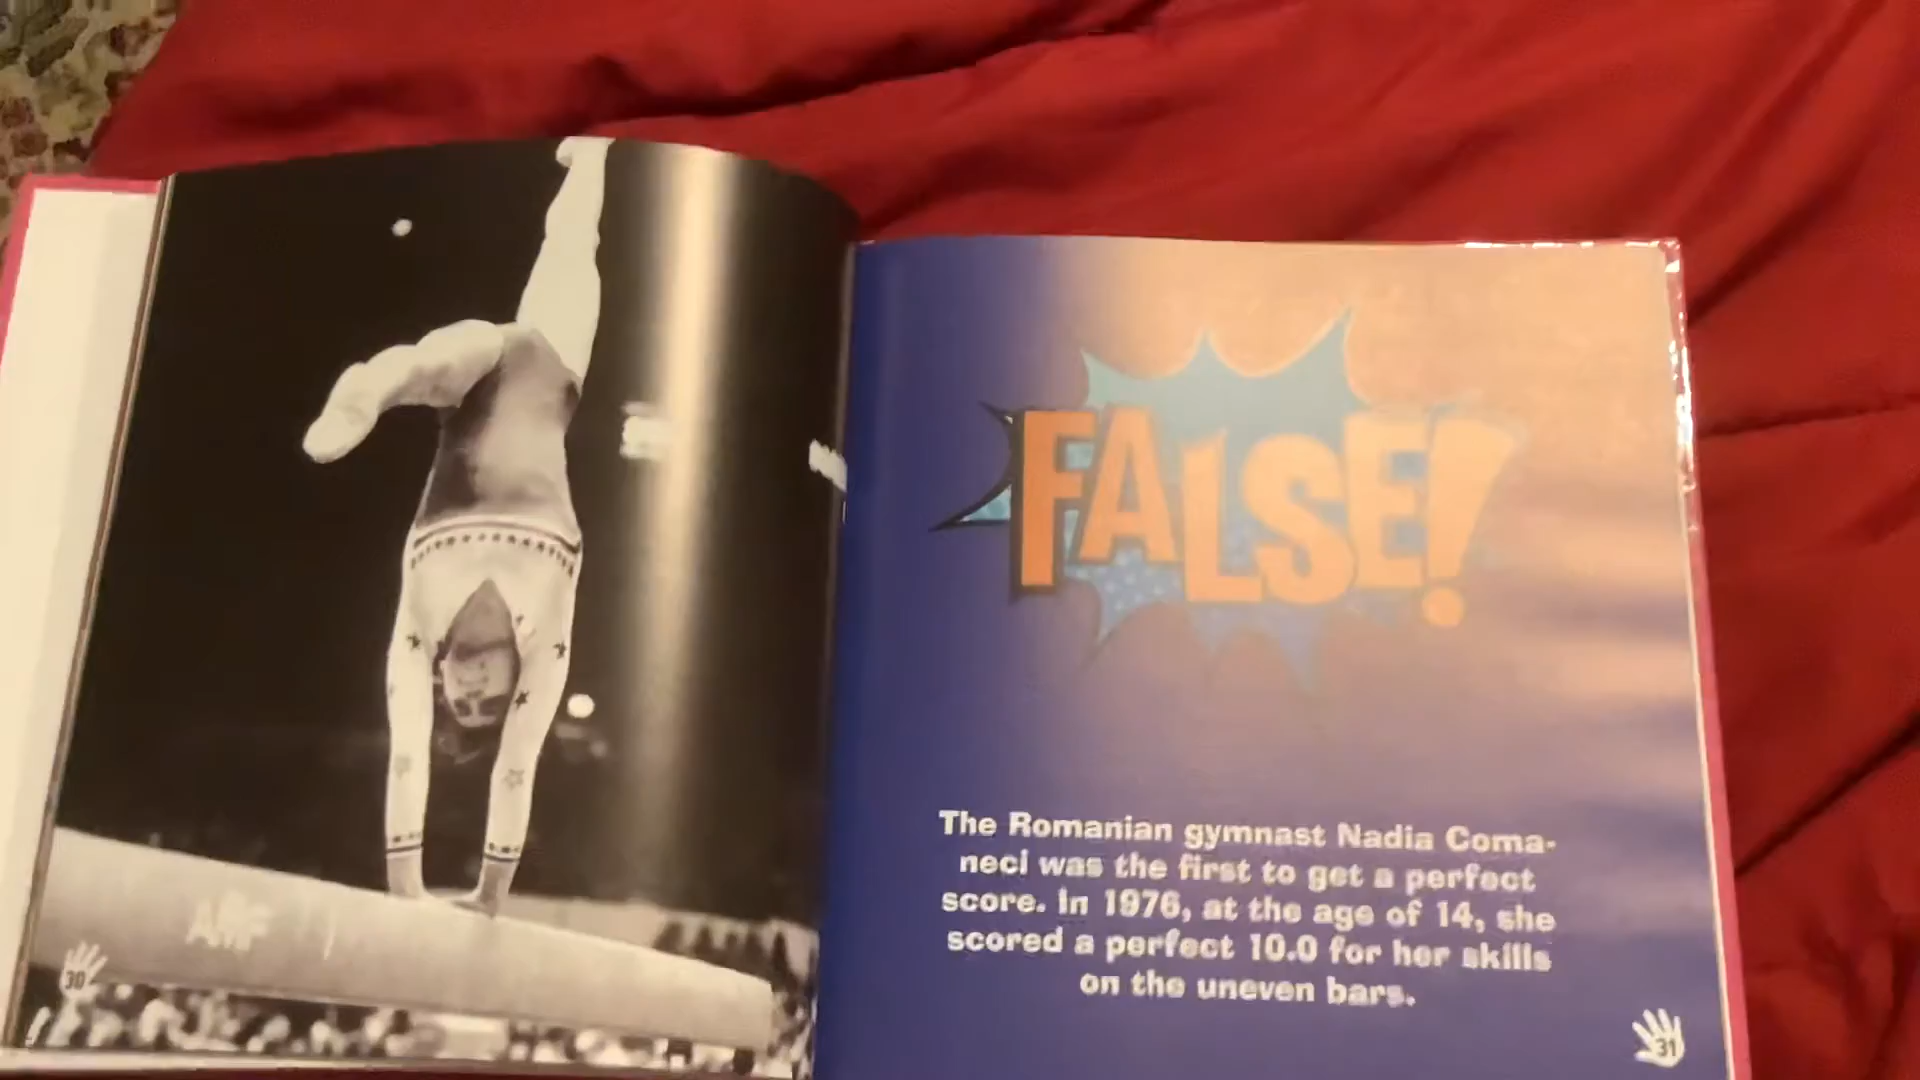 AMF
30
FALSE!
The Romanian gymnast Nadia Coma-
neci was the first to get a perfect
score. In 1976, at the age of 14, she
scored a perfect 10.0 for her skills
on the uneven bars.
31